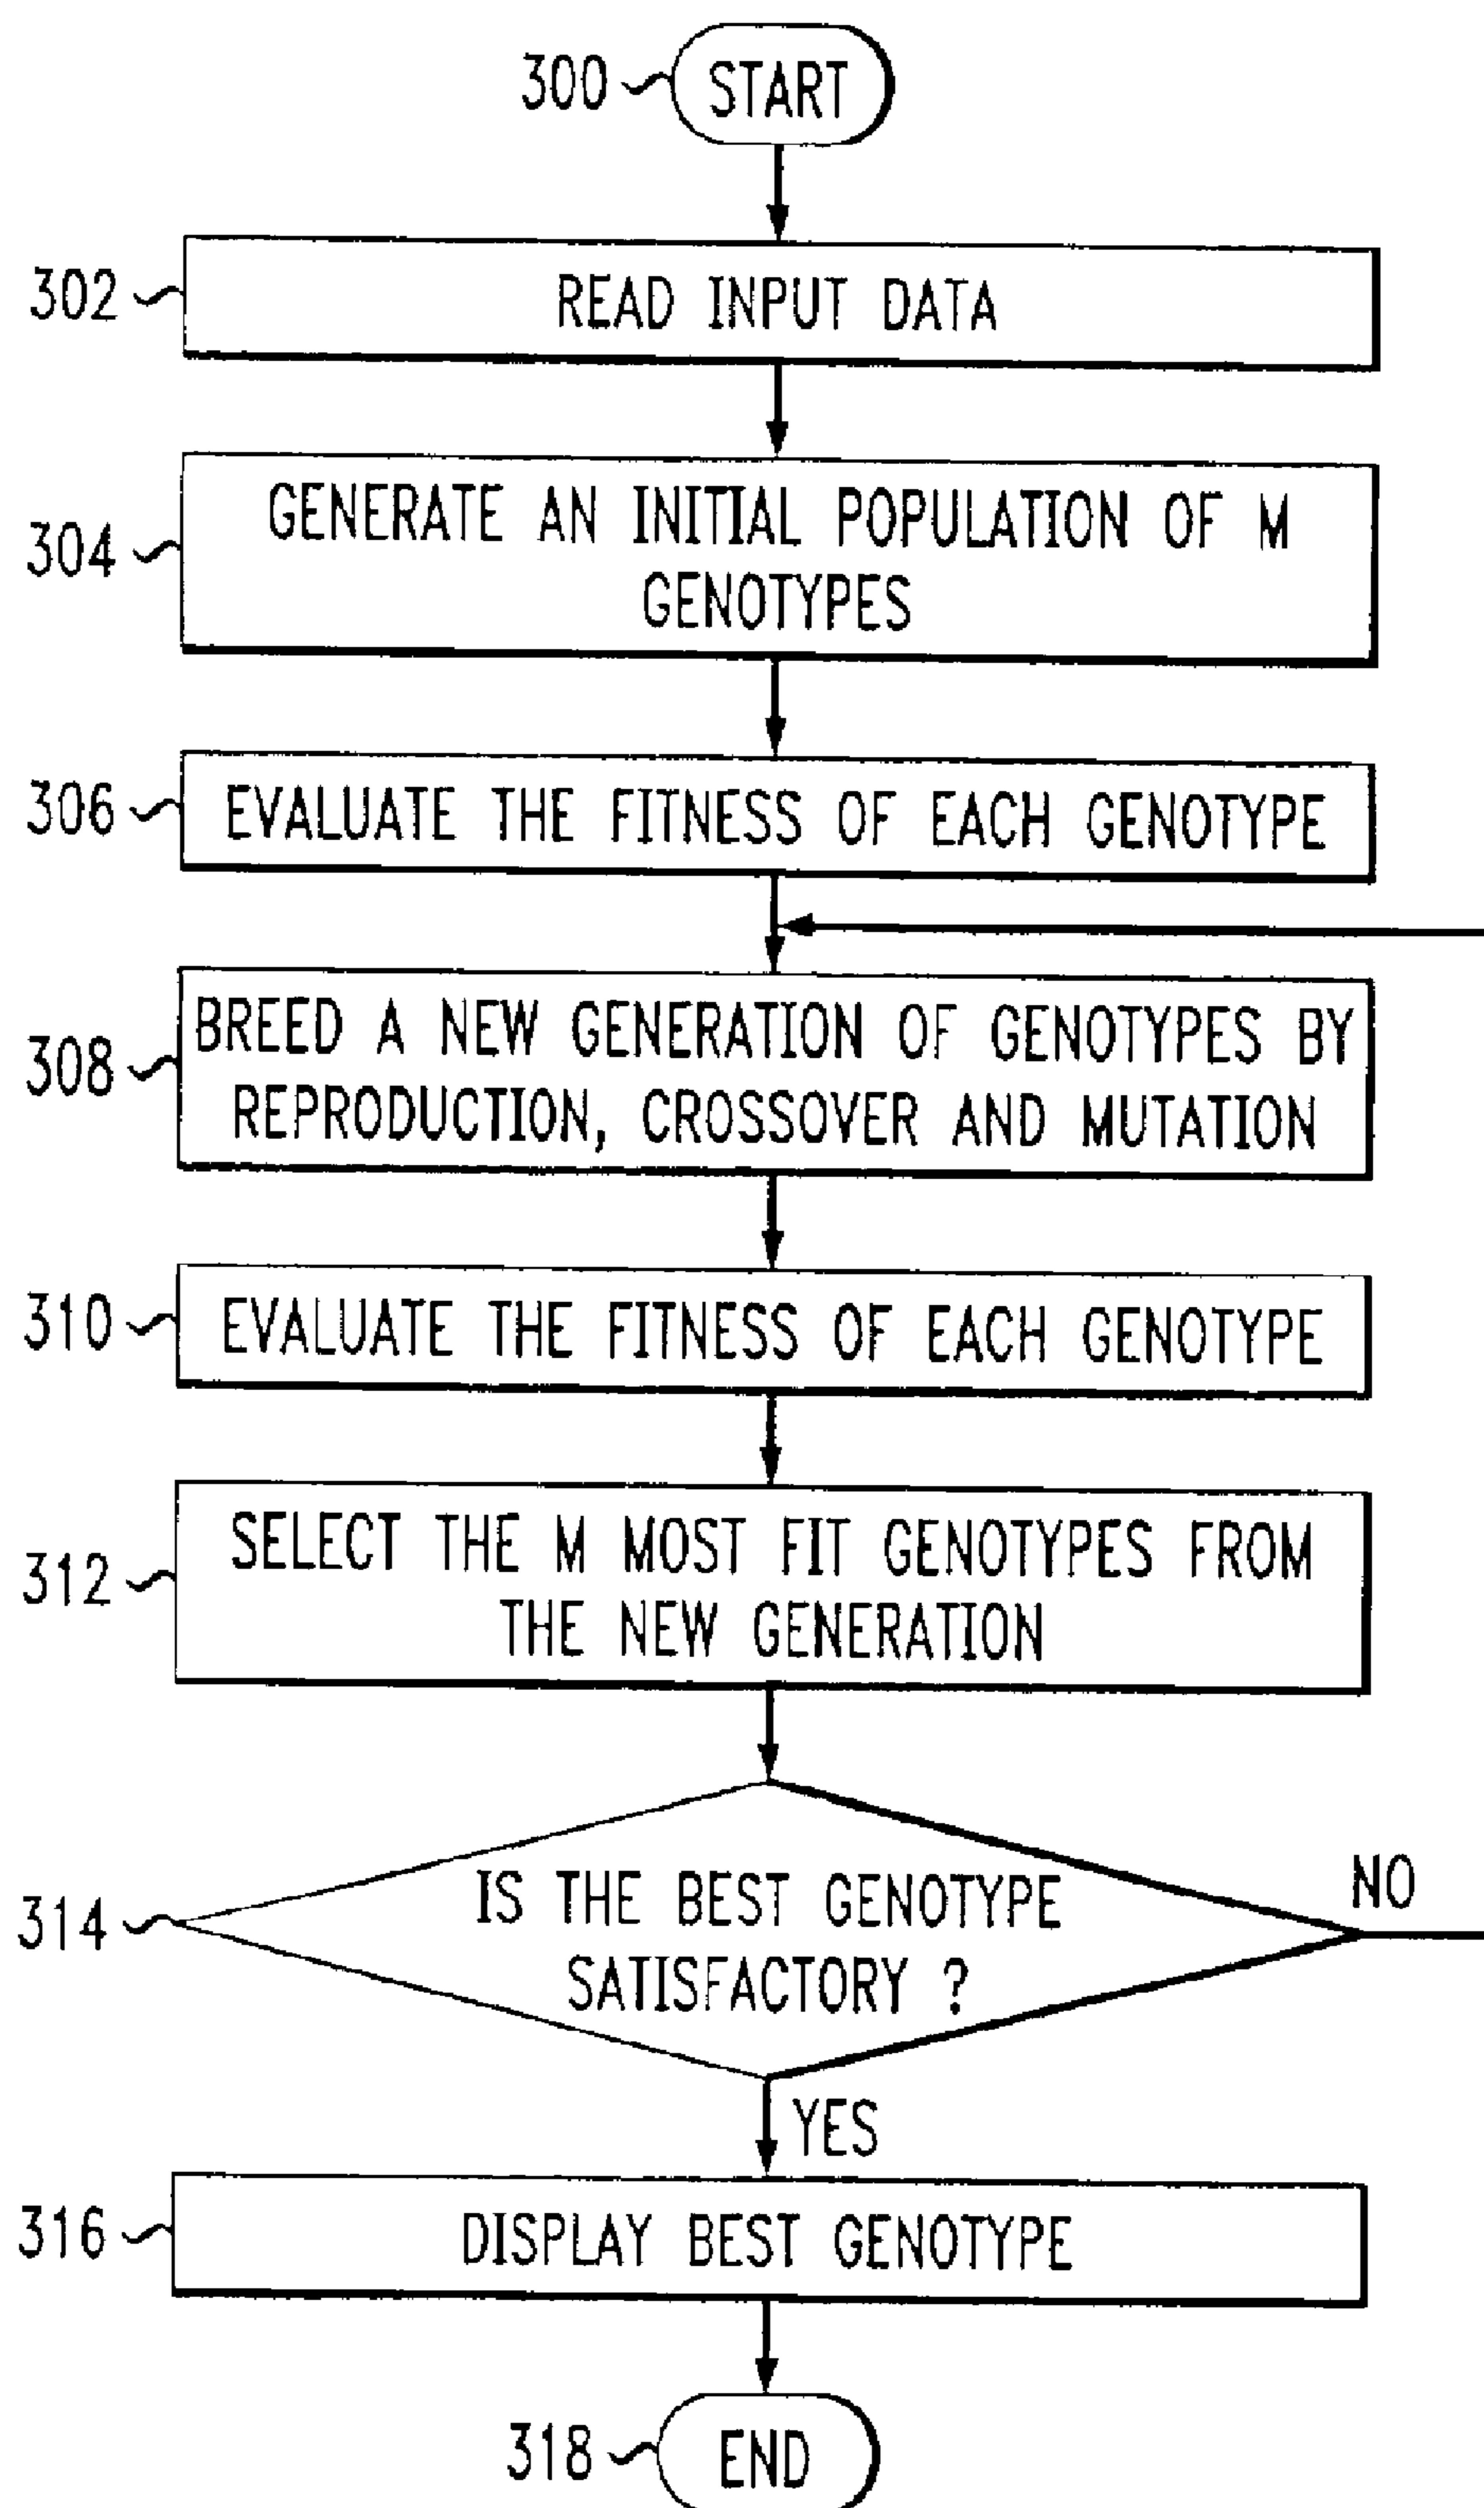 300
START
302
READ INPUT DATA
304
GENERATE AN INITIAL POPULATION OF M
GENOTYPES
306
EVALUATE THE FITNESS OF EACH GENOTYPE
308
BREED A NEW GENERATION OF GENOTYPES BY
REPRODUCTION, CROSSOVER AND MUTATION
310
EVALUATE THE FITNESS OF EACH GENOTYPE
312
SELECT THE M MOST FIT GENOTYPES FROM
THE NEW GENERATION
314
IS THE BEST GENOTYPE
SATISFACTORY ?
NO
YES
316
DISPLAY BEST GENOTYPE
318
END